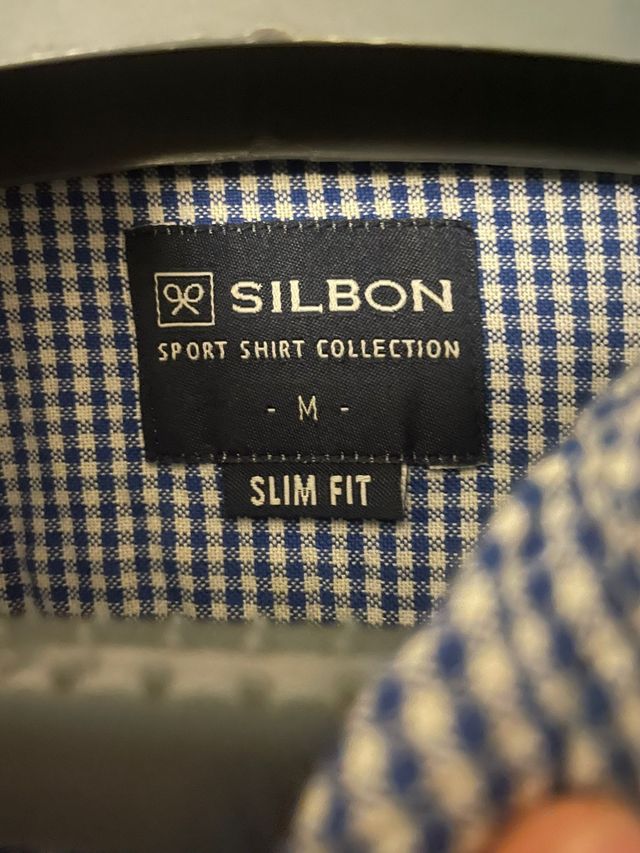 SILBON
SPORT SHIRT COLLECTION
- M -
SLIM FIT